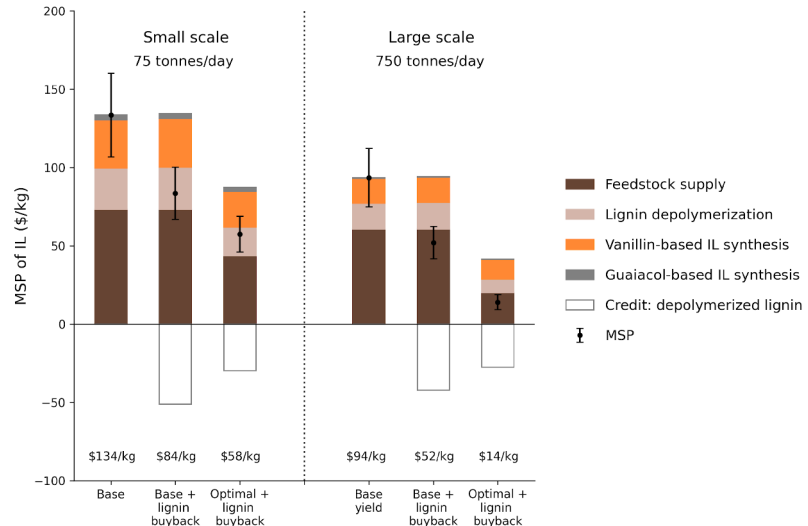 200
150
100
50
0
−50
−100
MSP of IL ($/kg)
Small scale
75 tonnes/day
Large scale
750 tonnes/day
$134/kg
$84/kg
$58/kg
$94/kg
$52/kg
$14/kg
Base
Base +
lignin
buyback
Optimal +
lignin
buyback
Base
yield
Base +
lignin
buyback
Optimal +
lignin
buyback
Feedstock supply
Lignin depolymerization
Vanillin-based IL synthesis
Guaiacol-based IL synthesis
Credit: depolymerized lignin
MSP